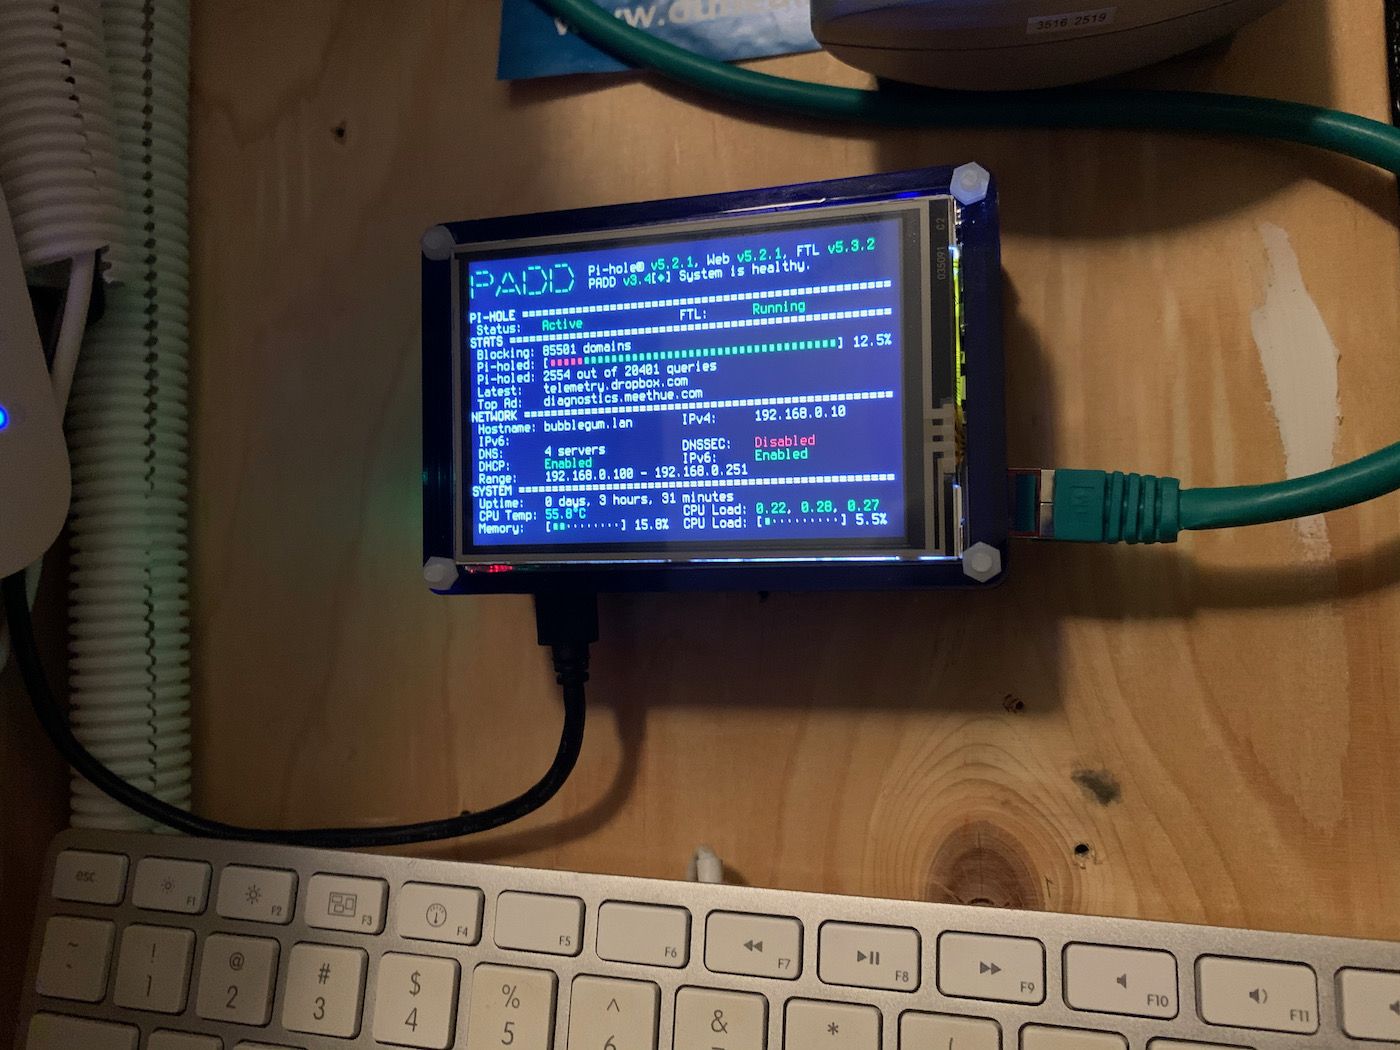 3516 2519
035091 C2
PADD Pi-hole® v5.2.1, Web v5.2.1, FTL v5.3.2
PADD v3.4[✦] System is healthy.
PI-HOLE
Status: Active FTL: Running
STATS
Blocking: 85501 domains
Pi-holed: [ ] 12.5%
Pi-holed: 2554 out of 20401 queries
Latest: telemetry.dropbox.com
Top Ad: diagnostics.meethue.com
NETWORK
Hostname: bubblegum.lan IPv4: 192.168.0.10
IPv6:
DNS: 4 servers DNSSEC: Disabled
DHCP: Enabled IPv6: Enabled
Range: 192.168.0.100 - 192.168.0.251
SYSTEM
Uptime: 0 days, 3 hours, 31 minutes
CPU Temp: 55.8°C CPU Load: 0.22, 0.28, 0.27
Memory: [ ] 15.8% CPU Load: [ ] 5.5%
esc F1 F2 F3 F4 F5 F6 F7 F8 F9 F10 F11
~ ! @ # $ % ^ & *
1 2 3 4 5 6